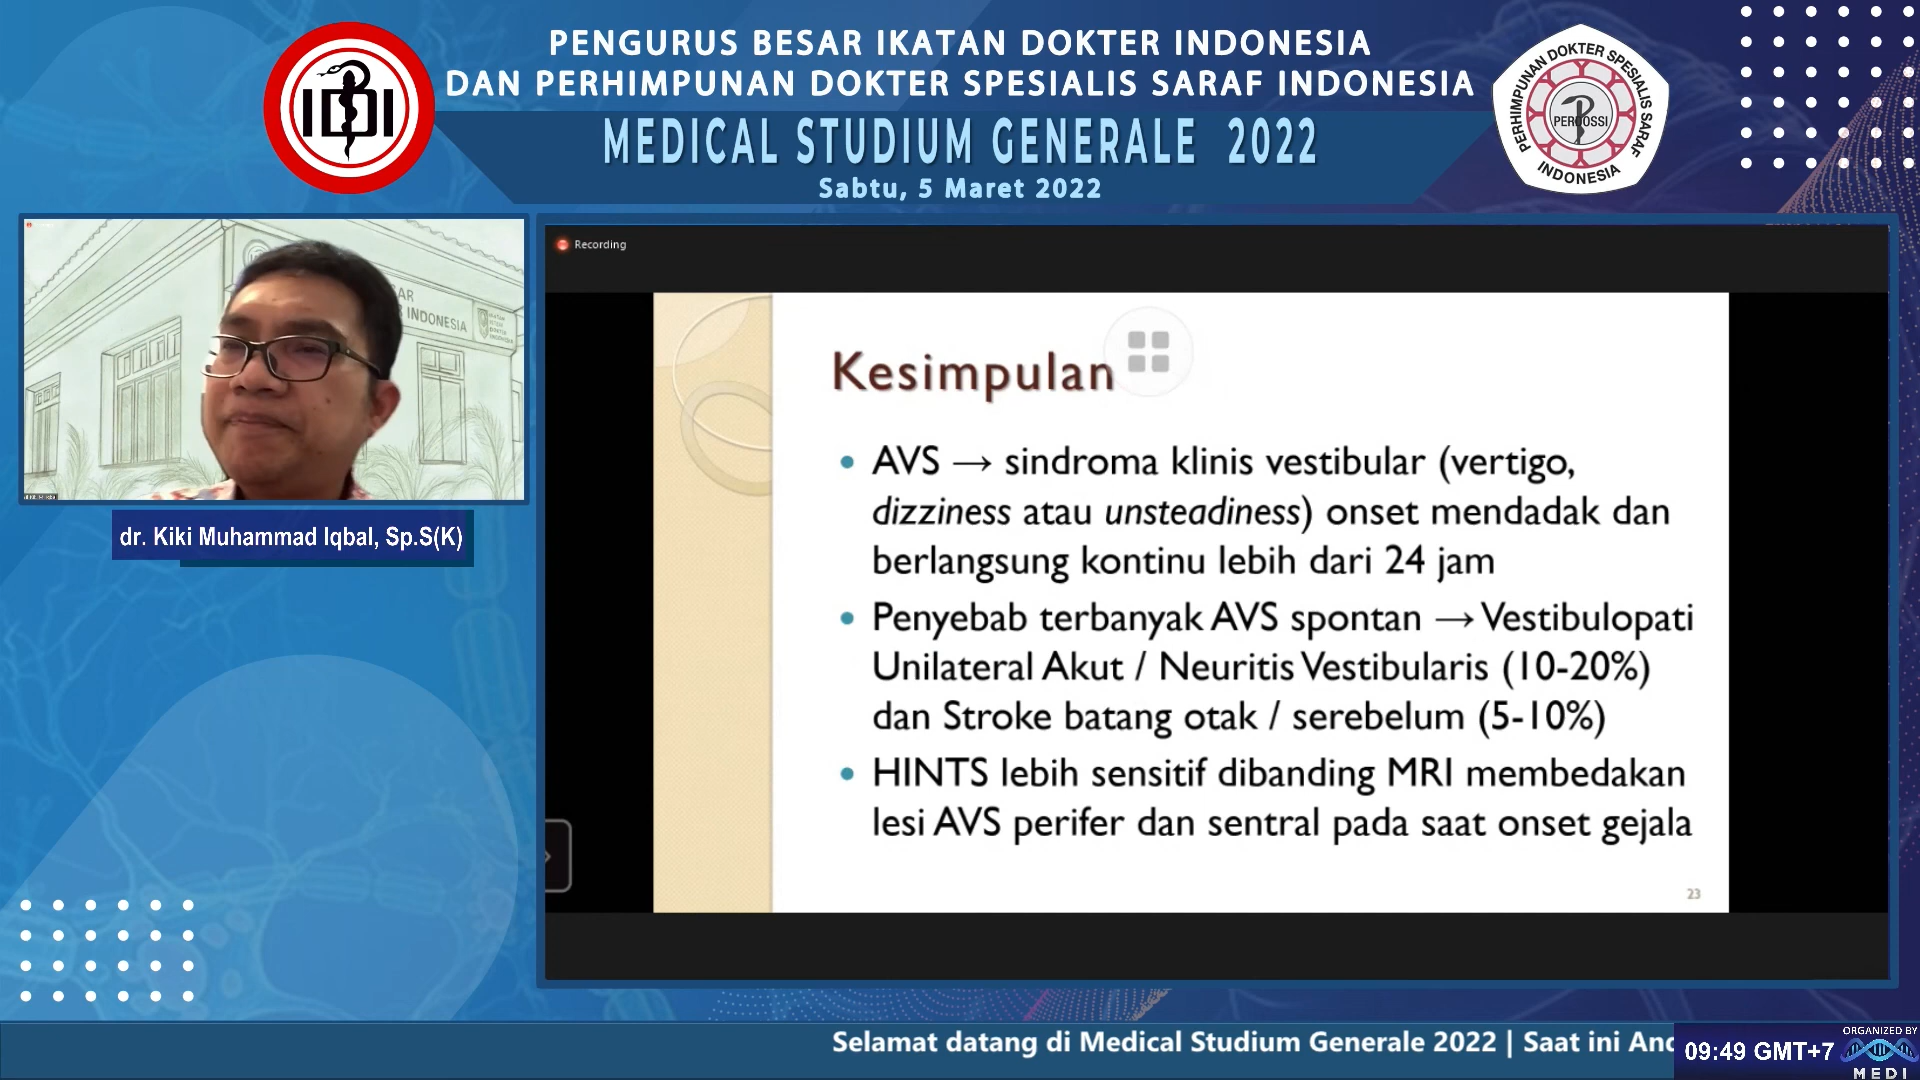 PENGURUS BESAR IKATAN DOKTER INDONESIA
DAN PERHIMPUNAN DOKTER SPESIALIS SARAF INDONESIA
MEDICAL STUDIUM GENERALE 2022
Sabtu, 5 Maret 2022
IDI
PERHIMPUNAN DOKTER SPESIALIS SARAF
PERDOSSI
INDONESIA
INDONESIA
dr. Kiki Muhammad Iqbal, Sp.S(K)
Recording
Kesimpulan
• AVS → sindroma klinis vestibular (vertigo,
dizziness atau unsteadiness) onset mendadak dan
berlangsung kontinu lebih dari 24 jam
• Penyebab terbanyak AVS spontan → Vestibulopati
Unilateral Akut / Neuritis Vestibularis (10-20%)
dan Stroke batang otak / serebelum (5-10%)
• HINTS lebih sensitif dibanding MRI membedakan
lesi AVS perifer dan sentral pada saat onset gejala
23
Selamat datang di Medical Studium Generale 2022 | Saat ini And
09:49 GMT+7
ORGANIZED BY
MEDI